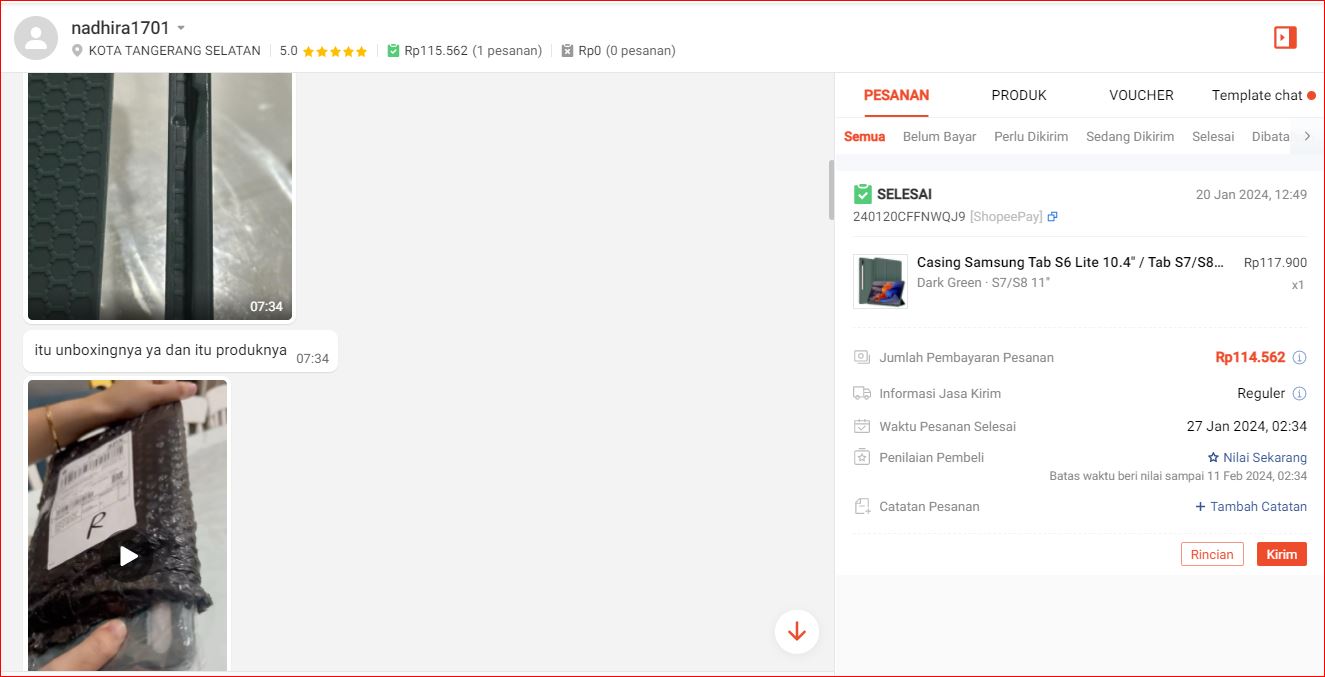 nadhira1701
KOTA TANGERANG SELATAN
5.0
Rp115.562 (1 pesanan)
Rp0 (0 pesanan)
07:34
itu unboxingnya ya dan itu produknya
07:34
R
PESANAN
PRODUK
VOUCHER
Template chat
Semua
Belum Bayar
Perlu Dikirim
Sedang Dikirim
Selesai
Dibata
SELESAI
20 Jan 2024, 12:49
240120CFFNWQJ9 [ShopeePay]
Casing Samsung Tab S6 Lite 10.4" / Tab S7/S8...
Rp117.900
Dark Green · S7/S8 11"
x1
Jumlah Pembayaran Pesanan
Rp114.562
Informasi Jasa Kirim
Reguler
Waktu Pesanan Selesai
27 Jan 2024, 02:34
Penilaian Pembeli
Nilai Sekarang
Batas waktu beri nilai sampai 11 Feb 2024, 02:34
Catatan Pesanan
+ Tambah Catatan
Rincian
Kirim